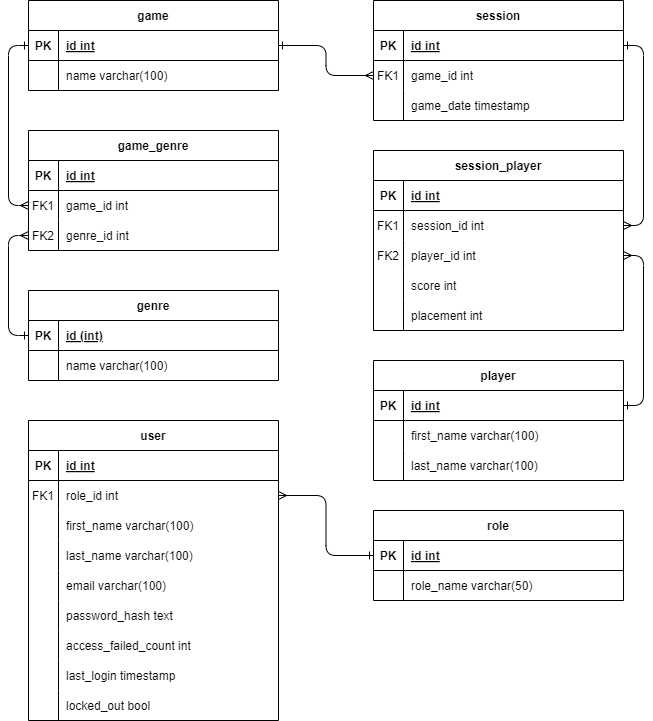 game
PK id int
name varchar(100)
game_genre
PK id int
FK1 game_id int
FK2 genre_id int
genre
PK id (int)
name varchar(100)
user
PK id int
FK1 role_id int
first_name varchar(100)
last_name varchar(100)
email varchar(100)
password_hash text
access_failed_count int
last_login timestamp
locked_out bool
session
PK id int
FK1 game_id int
game_date timestamp
session_player
PK id int
FK1 session_id int
FK2 player_id int
score int
placement int
player
PK id int
first_name varchar(100)
last_name varchar(100)
role
PK id int
role_name varchar(50)